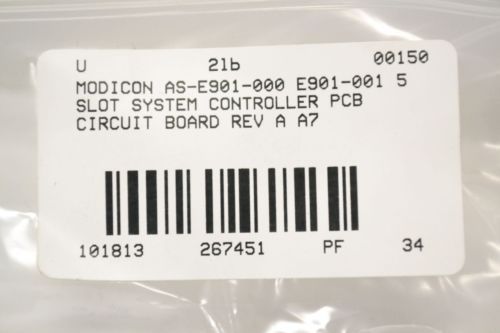 U 2lb 00150
MODICON AS-E901-000 E901-001 5
SLOT SYSTEM CONTROLLER PCB
CIRCUIT BOARD REV A A7
101813 267451 PF 34